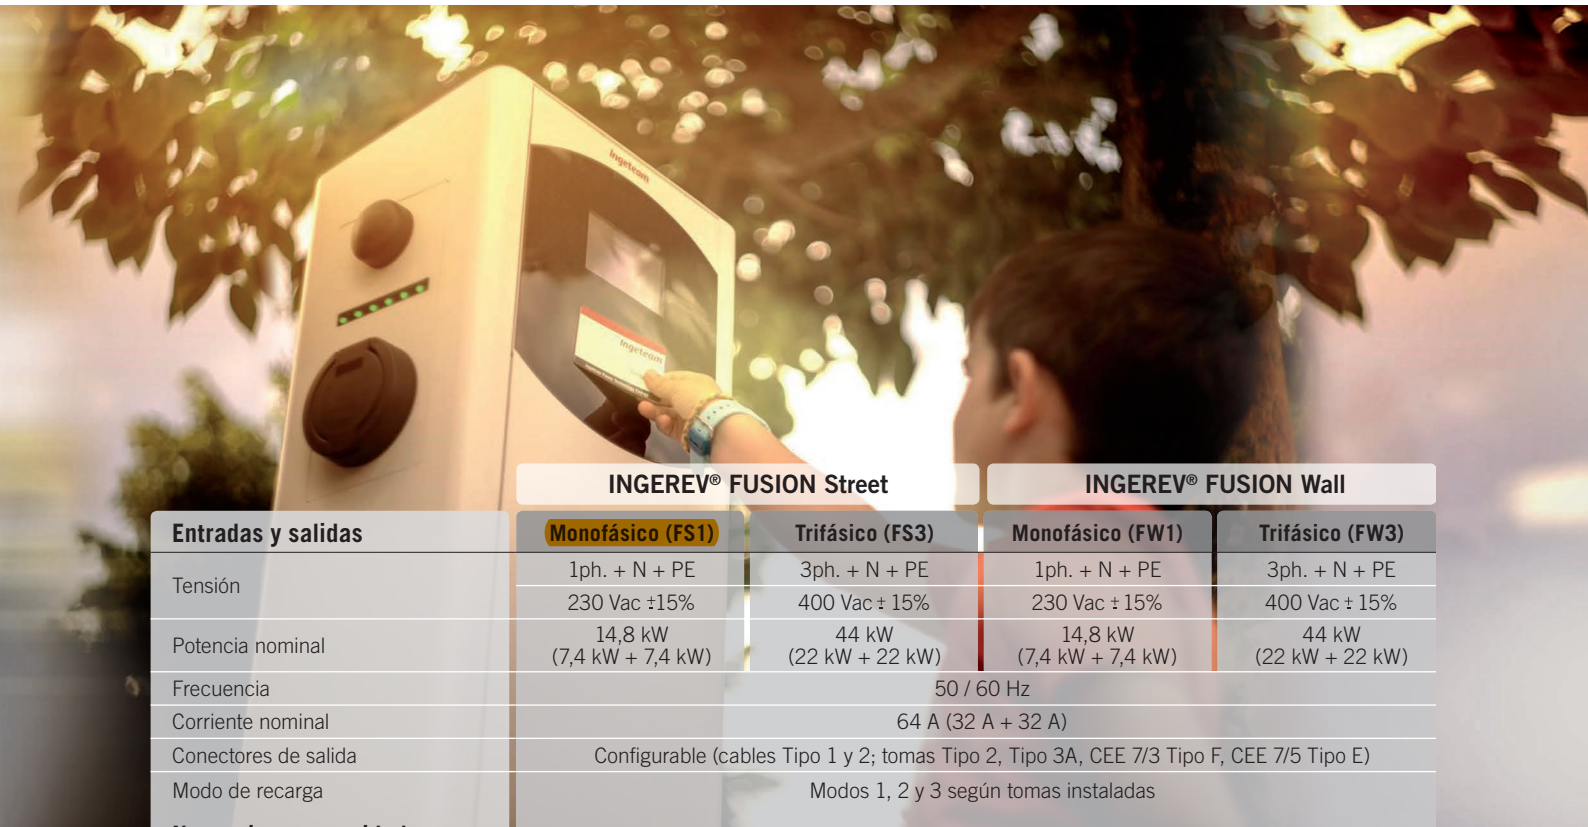 Ingeteam
Ingeteam
INGEREV® FUSION Street
INGEREV® FUSION Wall
Entradas y salidas
Monofásico (FS1)
Trifásico (FS3)
Monofásico (FW1)
Trifásico (FW3)
Tensión
1ph. + N + PE
3ph. + N + PE
1ph. + N + PE
3ph. + N + PE
230 Vac ±15%
400 Vac ± 15%
230 Vac ± 15%
400 Vac ± 15%
Potencia nominal
14,8 kW
(7,4 kW + 7,4 kW)
44 kW
(22 kW + 22 kW)
14,8 kW
(7,4 kW + 7,4 kW)
44 kW
(22 kW + 22 kW)
Frecuencia
50 / 60 Hz
Corriente nominal
64 A (32 A + 32 A)
Conectores de salida
Configurable (cables Tipo 1 y 2; tomas Tipo 2, Tipo 3A, CEE 7/3 Tipo F, CEE 7/5 Tipo E)
Modo de recarga
Modos 1, 2 y 3 según tomas instaladas